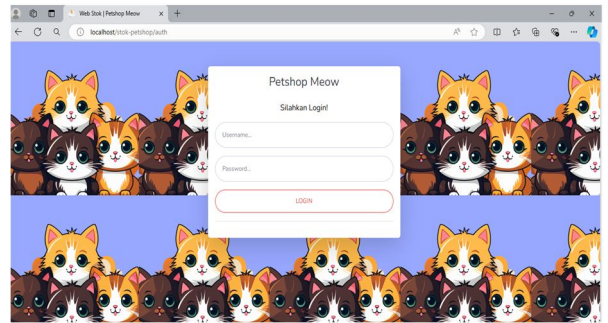 Web Stok | Petshop Meow
localhost/stok-petshop/auth
Petshop Meow
Silahkan Login!
Username...
Password...
LOGIN